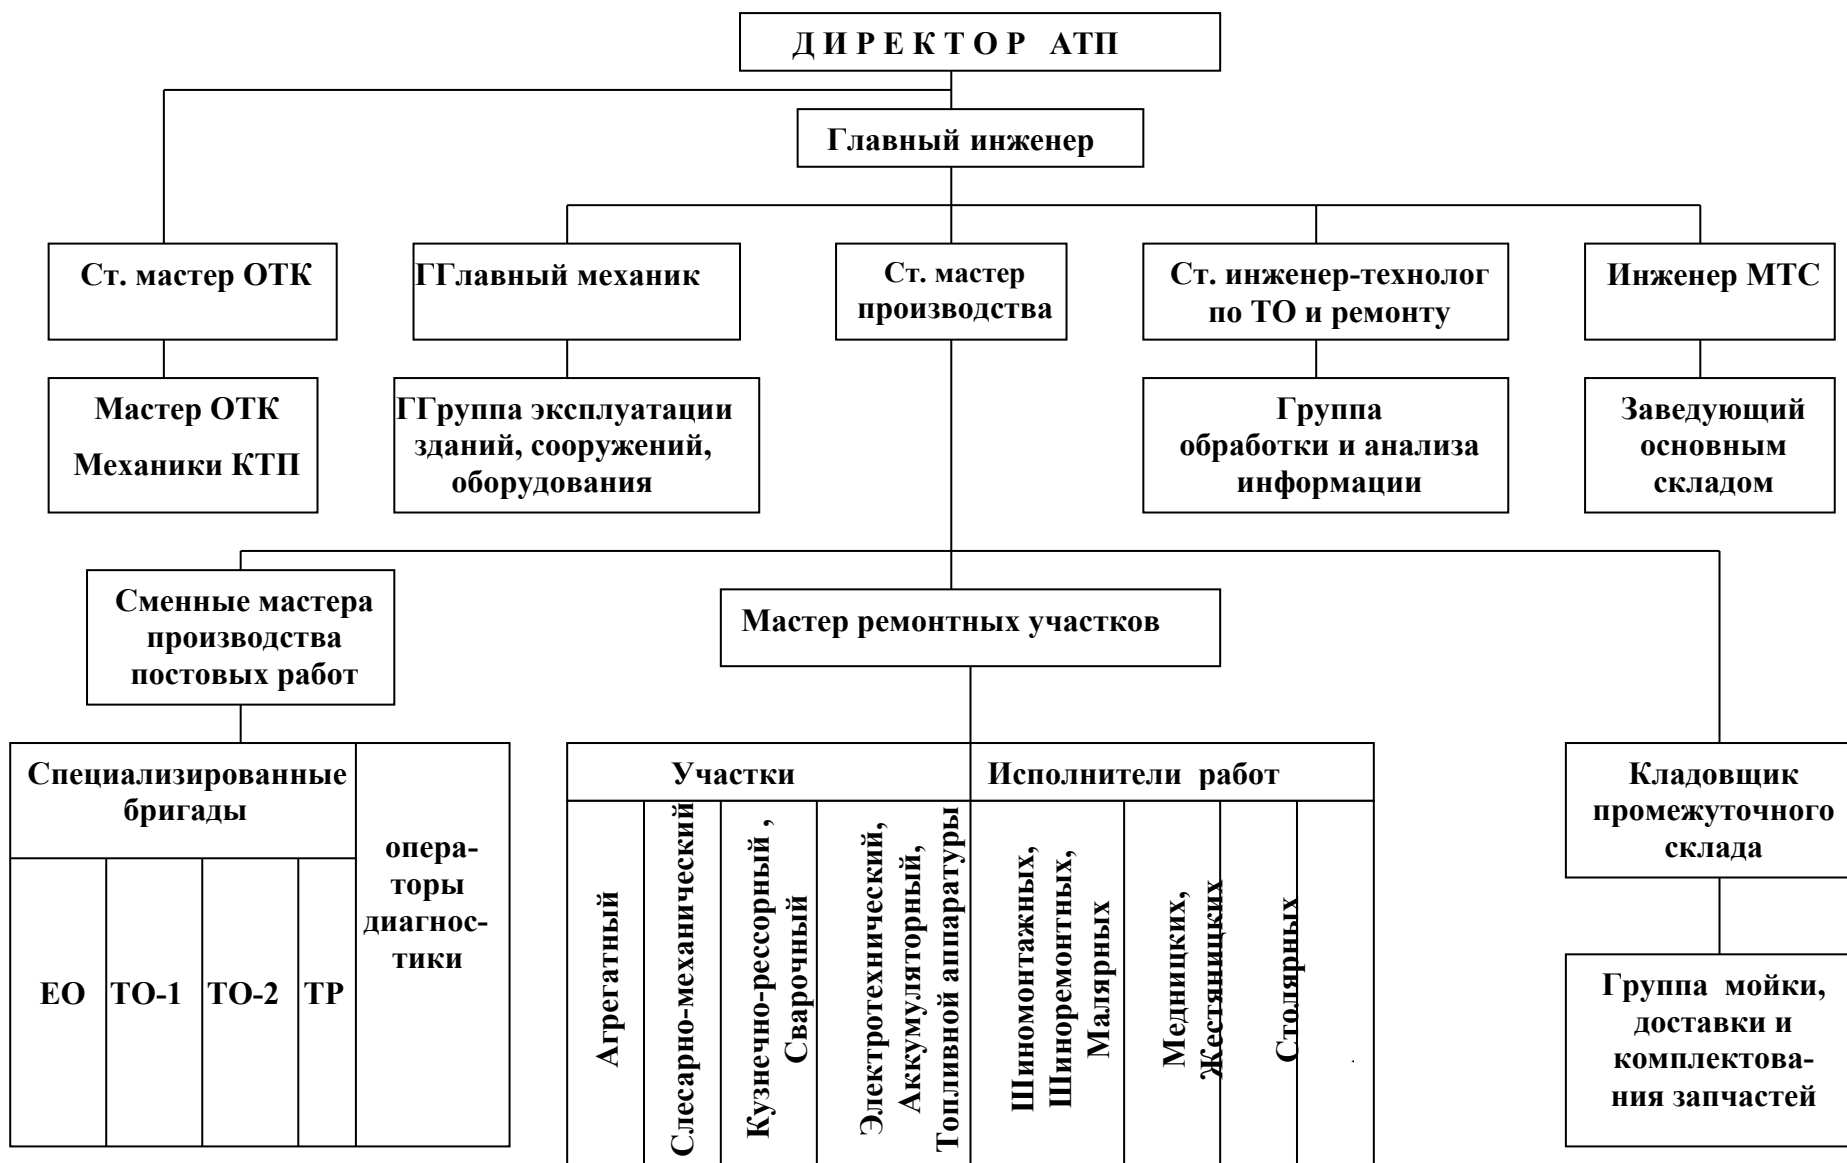 Д И Р Е К Т О Р АТП
Главный инженер
Ст. мастер ОТК
ГГлавный механик
Ст. мастер
производства
Ст. инженер-технолог
по ТО и ремонту
Инженер МТС
Мастер ОТК
Механики КТП
ГГруппа эксплуатации
зданий, сооружений,
оборудования
Группа
обработки и анализа
информации
Заведующий
основным
складом
Сменные мастера
производства
постовых работ
Мастер ремонтных участков
Специализированные
бригады
ЕО
ТО-1
ТО-2
ТР
опера-
торы
диагнос-
тики
Участки
Исполнители работ
Агрегатный
Слесарно-механический
Кузнечно-рессорный ,
Сварочный
Электротехнический,
Аккумуляторный,
Топливной аппаратуры
Шиномонтажных,
Шиноремонтных,
Малярных
Медницких,
Жестяницких
Столярных
.
Кладовщик
промежуточного
склада
Группа мойки,
доставки и
комплектова-
ния запчастей